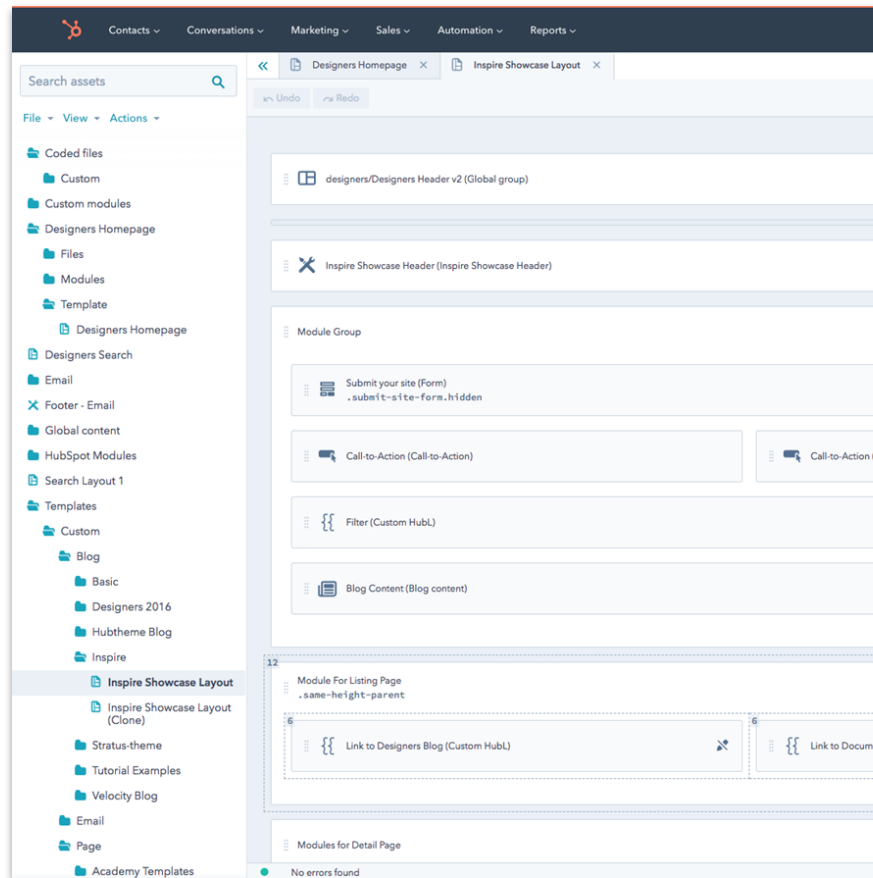 Contacts Conversations Marketing Sales Automation Reports
Search assets
File View Actions
Coded files
Custom
Custom modules
Designers Homepage
Files
Modules
Template
Designers Homepage
Designers Search
Email
Footer - Email
Global content
HubSpot Modules
Search Layout 1
Templates
Custom
Blog
Basic
Designers 2016
Hubtheme Blog
Inspire
Inspire Showcase Layout
Inspire Showcase Layout
(Clone)
Stratus-theme
Tutorial Examples
Velocity Blog
Email
Page
Academy Templates
Designers Homepage Inspire Showcase Layout
Undo Redo
designers/Designers Header v2 (Global group)
Inspire Showcase Header (Inspire Showcase Header)
Module Group
Submit your site (Form)
.submit-site-form.hidden
Call-to-Action (Call-to-Action) Call-to-Action (
Filter (Custom HubL)
Blog Content (Blog content)
12
Module For Listing Page
.same-height-parent
6 6
Link to Designers Blog (Custom HubL) Link to Docum
Modules for Detail Page
No errors found